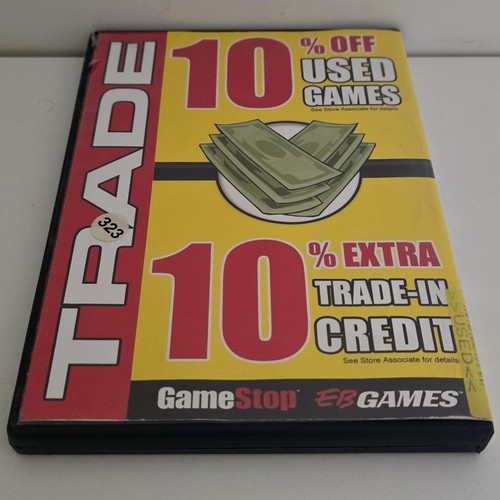 TRADE
323
10% OFF
USED
GAMES
See Store Associate for details.
10% EXTRA
TRADE-IN
CREDIT
See Store Associate for details.
GameStop EB GAMES
>>USED<<